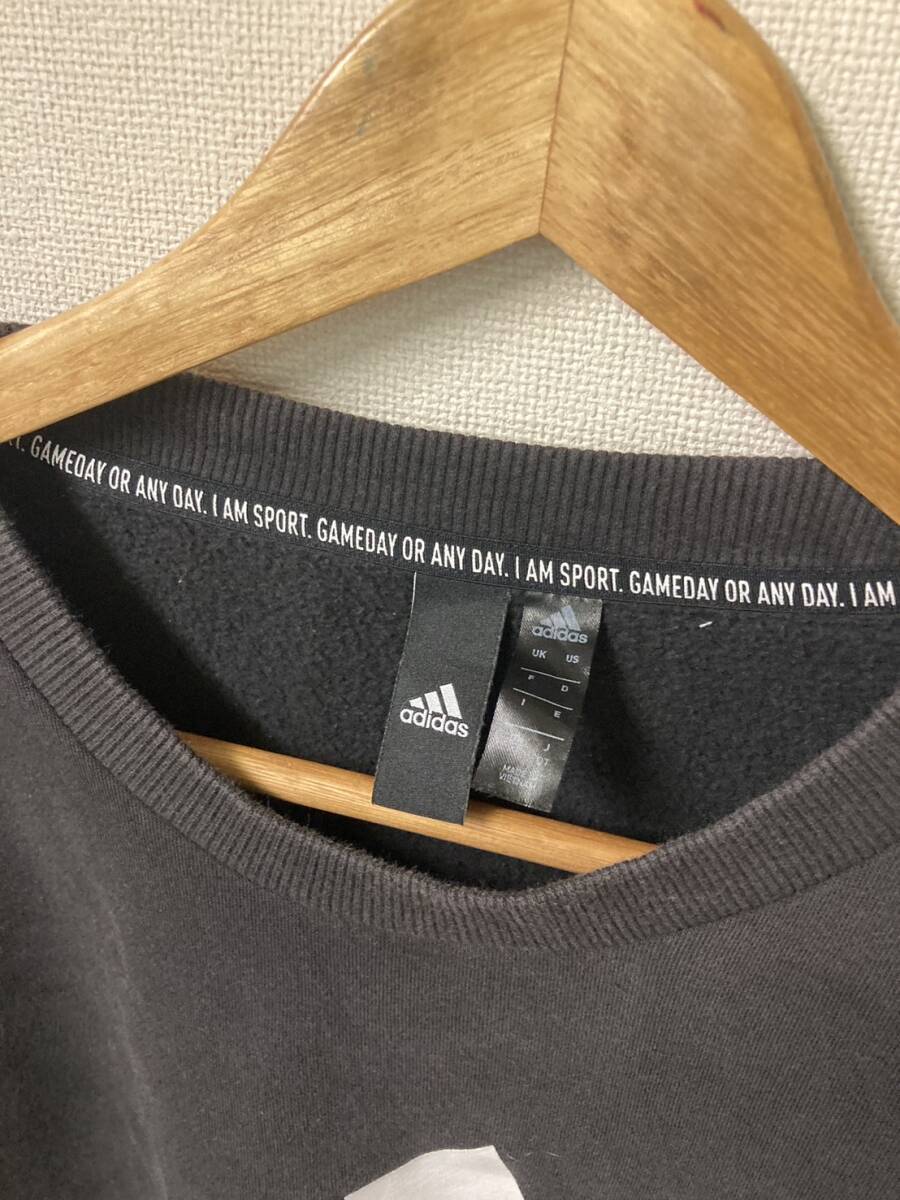 . GAMEDAY OR ANY DAY. I AM SPORT. GAMEDAY OR ANY DAY. I AM SPORT. GAMEDAY OR ANY DAY. I AM
adidas
adidas
UK US
F D
I E
J